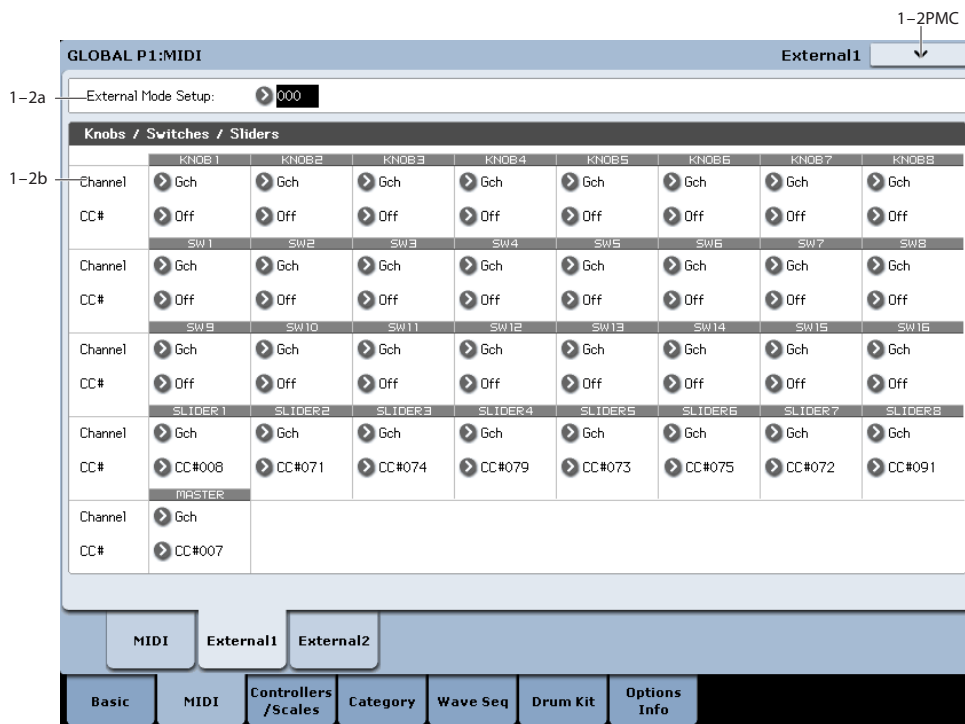 1–2PMC
GLOBAL P1:MIDI External1
1–2a External Mode Setup: 000
Knobs / Switches / Sliders
KNOB1 KNOB2 KNOB3 KNOB4 KNOB5 KNOB6 KNOB7 KNOB8
1–2b Channel Gch Gch Gch Gch Gch Gch Gch Gch
CC# Off Off Off Off Off Off Off Off
SW1 SW2 SW3 SW4 SW5 SW6 SW7 SW8
Channel Gch Gch Gch Gch Gch Gch Gch Gch
CC# Off Off Off Off Off Off Off Off
SW9 SW10 SW11 SW12 SW13 SW14 SW15 SW16
Channel Gch Gch Gch Gch Gch Gch Gch Gch
CC# Off Off Off Off Off Off Off Off
SLIDER1 SLIDER2 SLIDER3 SLIDER4 SLIDER5 SLIDER6 SLIDER7 SLIDER8
Channel Gch Gch Gch Gch Gch Gch Gch Gch
CC# CC#008 CC#071 CC#074 CC#079 CC#073 CC#075 CC#072 CC#091
MASTER
Channel Gch
CC# CC#007
MIDI External1 External2
Basic MIDI Controllers /Scales Category Wave Seq Drum Kit Options Info